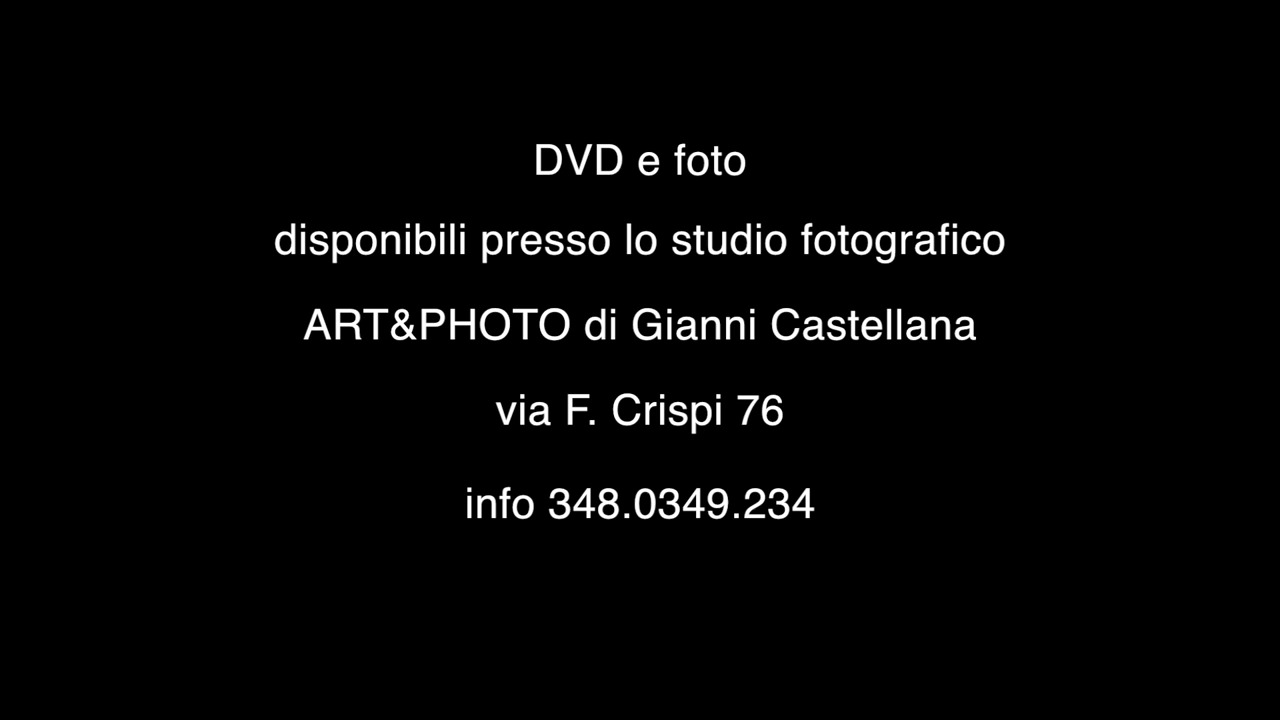 DVD e foto
disponibili presso lo studio fotografico
ART&PHOTO di Gianni Castellana
via F. Crispi 76
info 348.0349.234